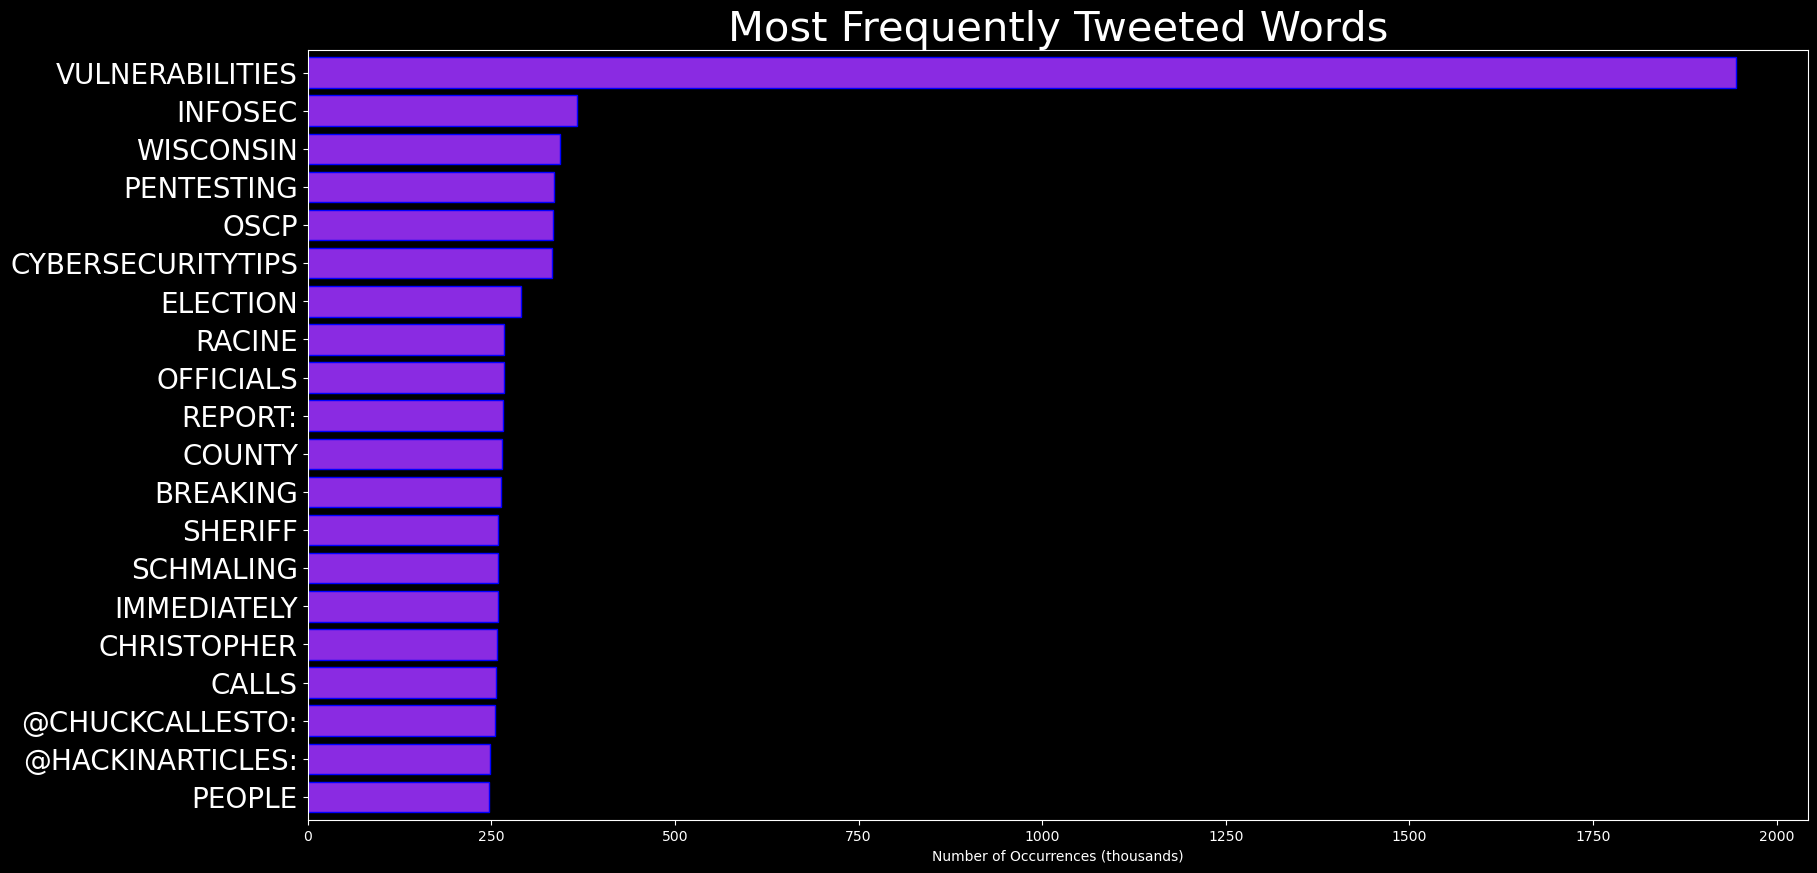 Most Frequently Tweeted Words
VULNERABILITIES
INFOSEC
WISCONSIN
PENTESTING
OSCP
CYBERSECURITYTIPS
ELECTION
RACINE
OFFICIALS
REPORT:
COUNTY
BREAKING
SHERIFF
SCHMALING
IMMEDIATELY
CHRISTOPHER
CALLS
@CHUCKCALLESTO:
@HACKINARTICLES:
PEOPLE
0 250 500 750 1000 1250 1500 1750 2000
Number of Occurrences (thousands)